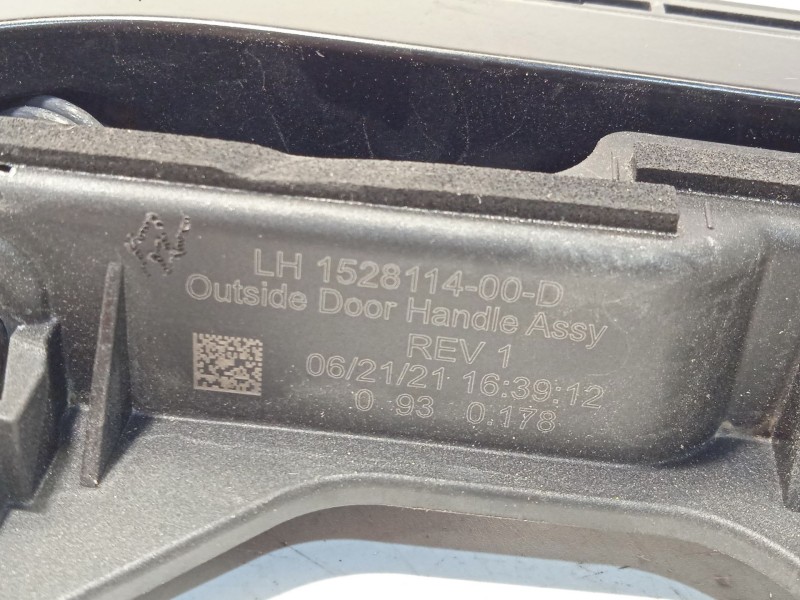 LH 1528114-00-D
Outside Door Handle Assy
REV 1
06/21/21 16:39:12
0 93 0.178